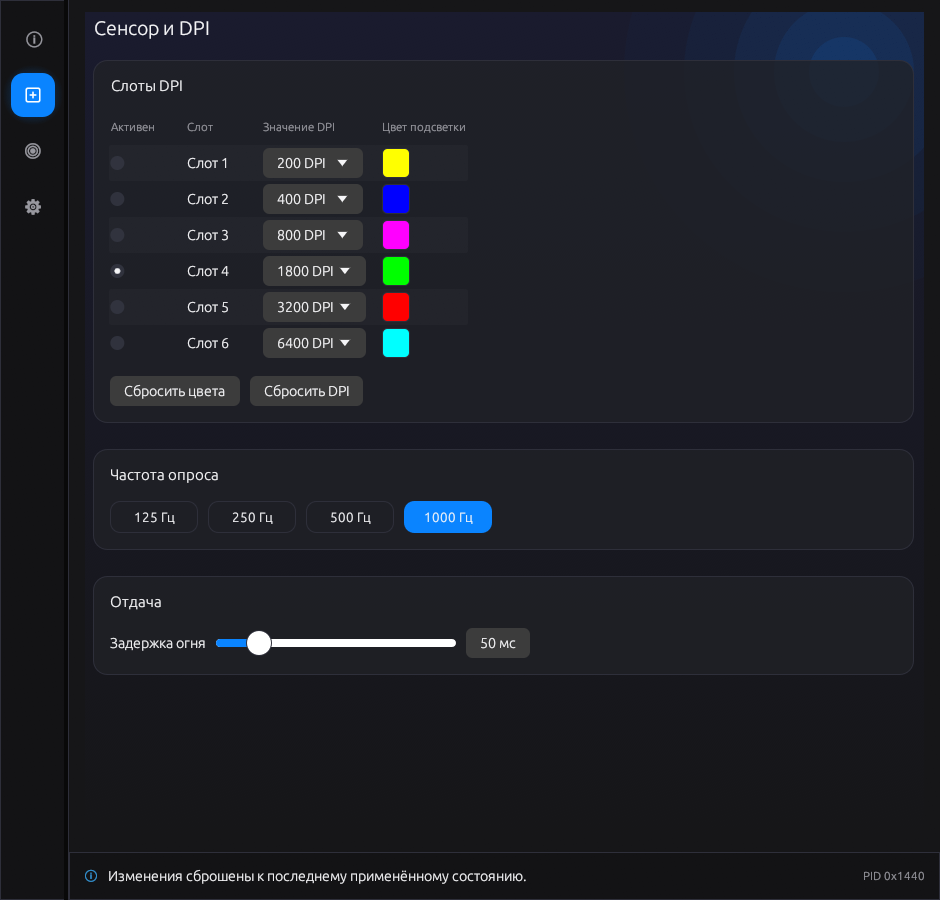 Сенсор и DPI
Слоты DPI
Активен Слот Значение DPI Цвет подсветки
Слот 1 200 DPI
Слот 2 400 DPI
Слот 3 800 DPI
Слот 4 1800 DPI
Слот 5 3200 DPI
Слот 6 6400 DPI
Сбросить цвета Сбросить DPI
Частота опроса
125 Гц 250 Гц 500 Гц 1000 Гц
Отдача
Задержка огня 50 мс
Изменения сброшены к последнему применённому состоянию. PID 0x1440